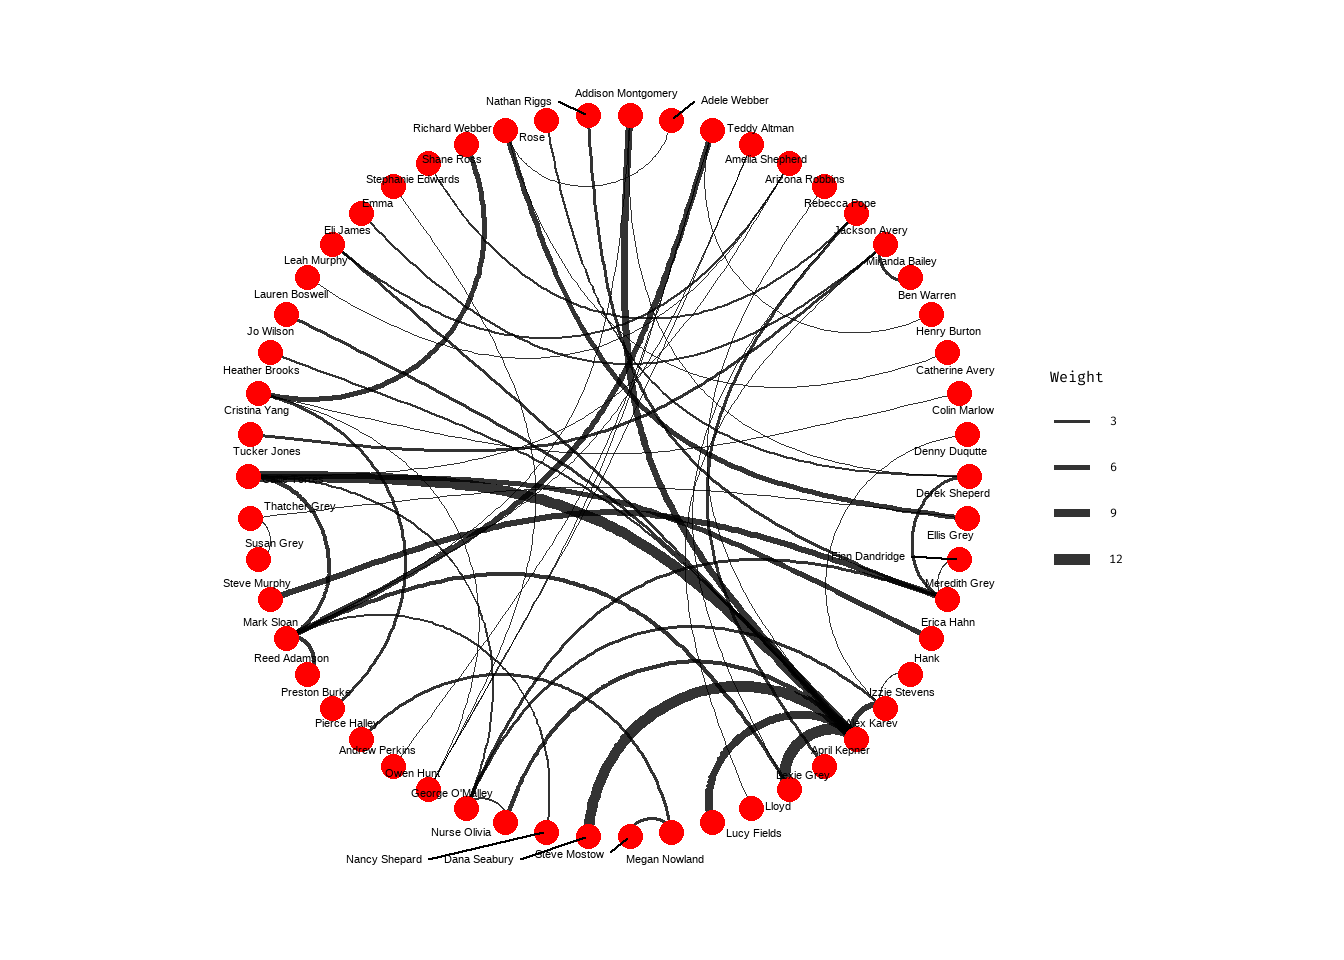 Addison Montgomery
Nathan Riggs
Adele Webber
Richard Webber
Rose
Teddy Altman
Shane Ross
Amelia Shepherd
Stephanie Edwards
Arizona Robbins
Emma
Rebecca Pope
Eli James
Jackson Avery
Leah Murphy
Miranda Bailey
Lauren Boswell
Ben Warren
Jo Wilson
Henry Burton
Heather Brooks
Catherine Avery
Weight
Cristina Yang
Colin Marlow
3
Tucker Jones
Denny Duqutte
6
Derek Sheperd
Thatcher Grey
9
Ellis Grey
Susan Grey
Finn Dandridge
12
Steve Murphy
Meredith Grey
Mark Sloan
Erica Hahn
Reed Adamson
Hank
Preston Burke
Izzie Stevens
Pierce Halley
Alex Karev
Andrew Perkins
April Kepner
Owen Hunt
Lexie Grey
George O'Malley
Lloyd
Nurse Olivia
Lucy Fields
Nancy Shepard
Dana Seabury
Steve Mostow
Megan Nowland